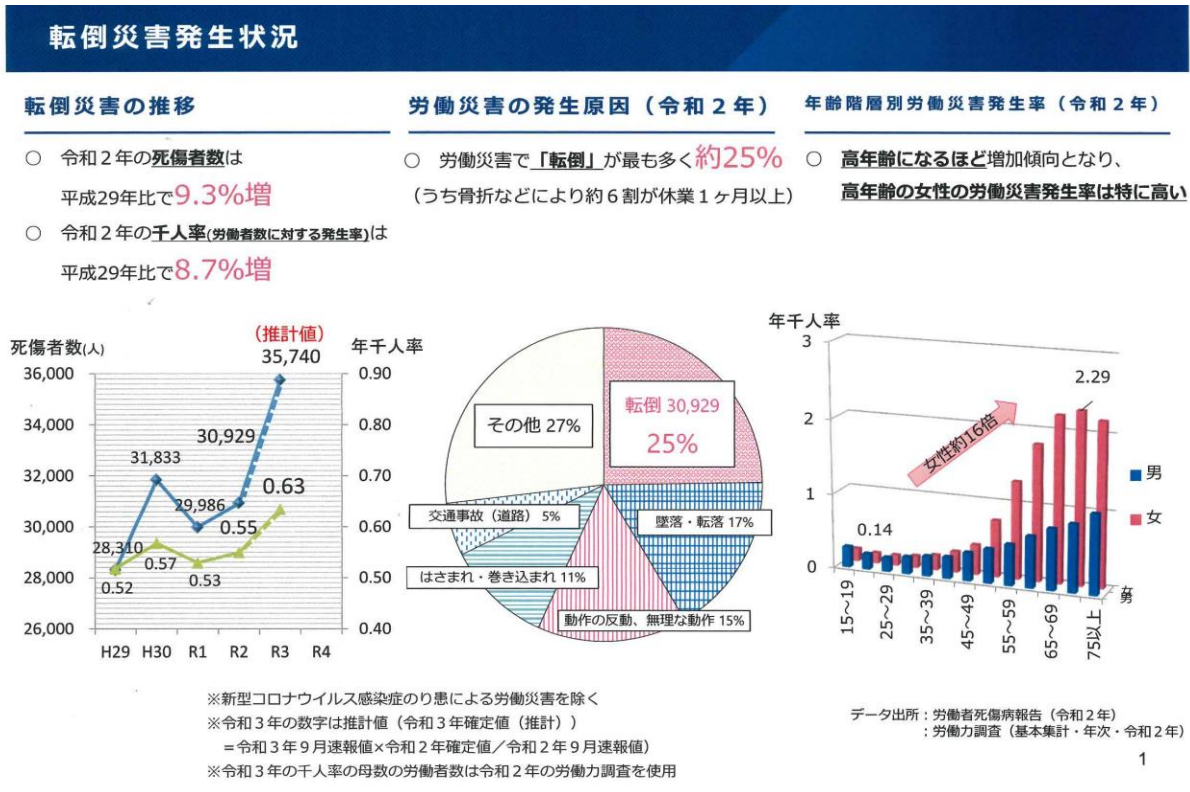 転倒災害発生状況
転倒災害の推移
○ 令和２年の死傷者数は
平成29年比で9.3%増
○ 令和２年の千人率(労働者数に対する発生率)は
平成29年比で8.7%増
労働災害の発生原因（令和２年）
○ 労働災害で「転倒」が最も多く約25%
（うち骨折などにより約６割が休業１ヶ月以上）
年齢階層別労働災害発生率（令和２年）
○ 高年齢になるほど増加傾向となり、
高年齢の女性の労働災害発生率は特に高い
死傷者数(人)
(推計値)
年千人率
36,000
34,000
32,000
30,000
28,000
26,000
35,740
30,929
31,833
29,986
28,310
0.63
0.55
0.57
0.53
0.52
0.90
0.80
0.70
0.60
0.50
0.40
H29 H30 R1 R2 R3 R4
転倒 30,929
25%
墜落・転落 17%
動作の反動、無理な動作 15%
はさまれ・巻き込まれ 11%
交通事故（道路） 5%
その他 27%
年千人率
3
2
1
0
2.29
女性約16倍
0.14
男
女
女
男
15～19
25～29
35～39
45～49
55～59
65～69
75以上
※新型コロナウイルス感染症のり患による労働災害を除く
※令和３年の数字は推計値（令和３年確定値（推計））
＝令和３年９月速報値×令和２年確定値／令和２年９月速報値）
※令和３年の千人率の母数の労働者数は令和２年の労働力調査を使用
データ出所：労働者死傷病報告（令和２年）
：労働力調査（基本集計・年次・令和２年）
1